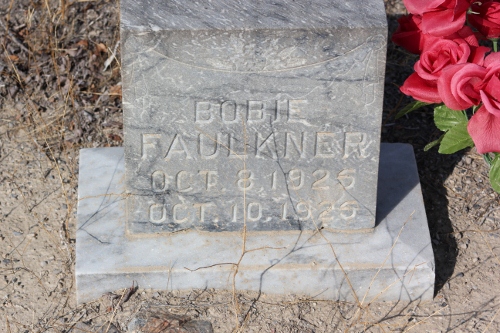 BOBIE
FAULKNER
OCT. 8, 1925
OCT. 10, 1925